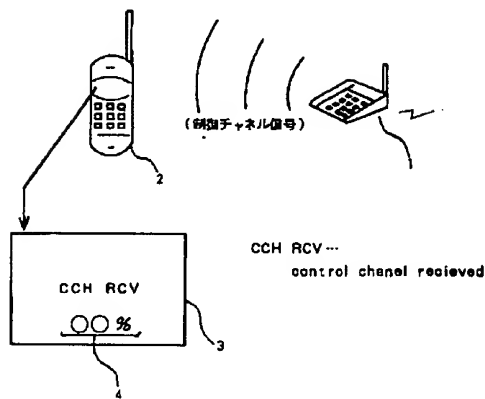 (制御チャネル信号)
2
CCH RCV…
control chanel recieved
CCH RCV
○○ %
3
4